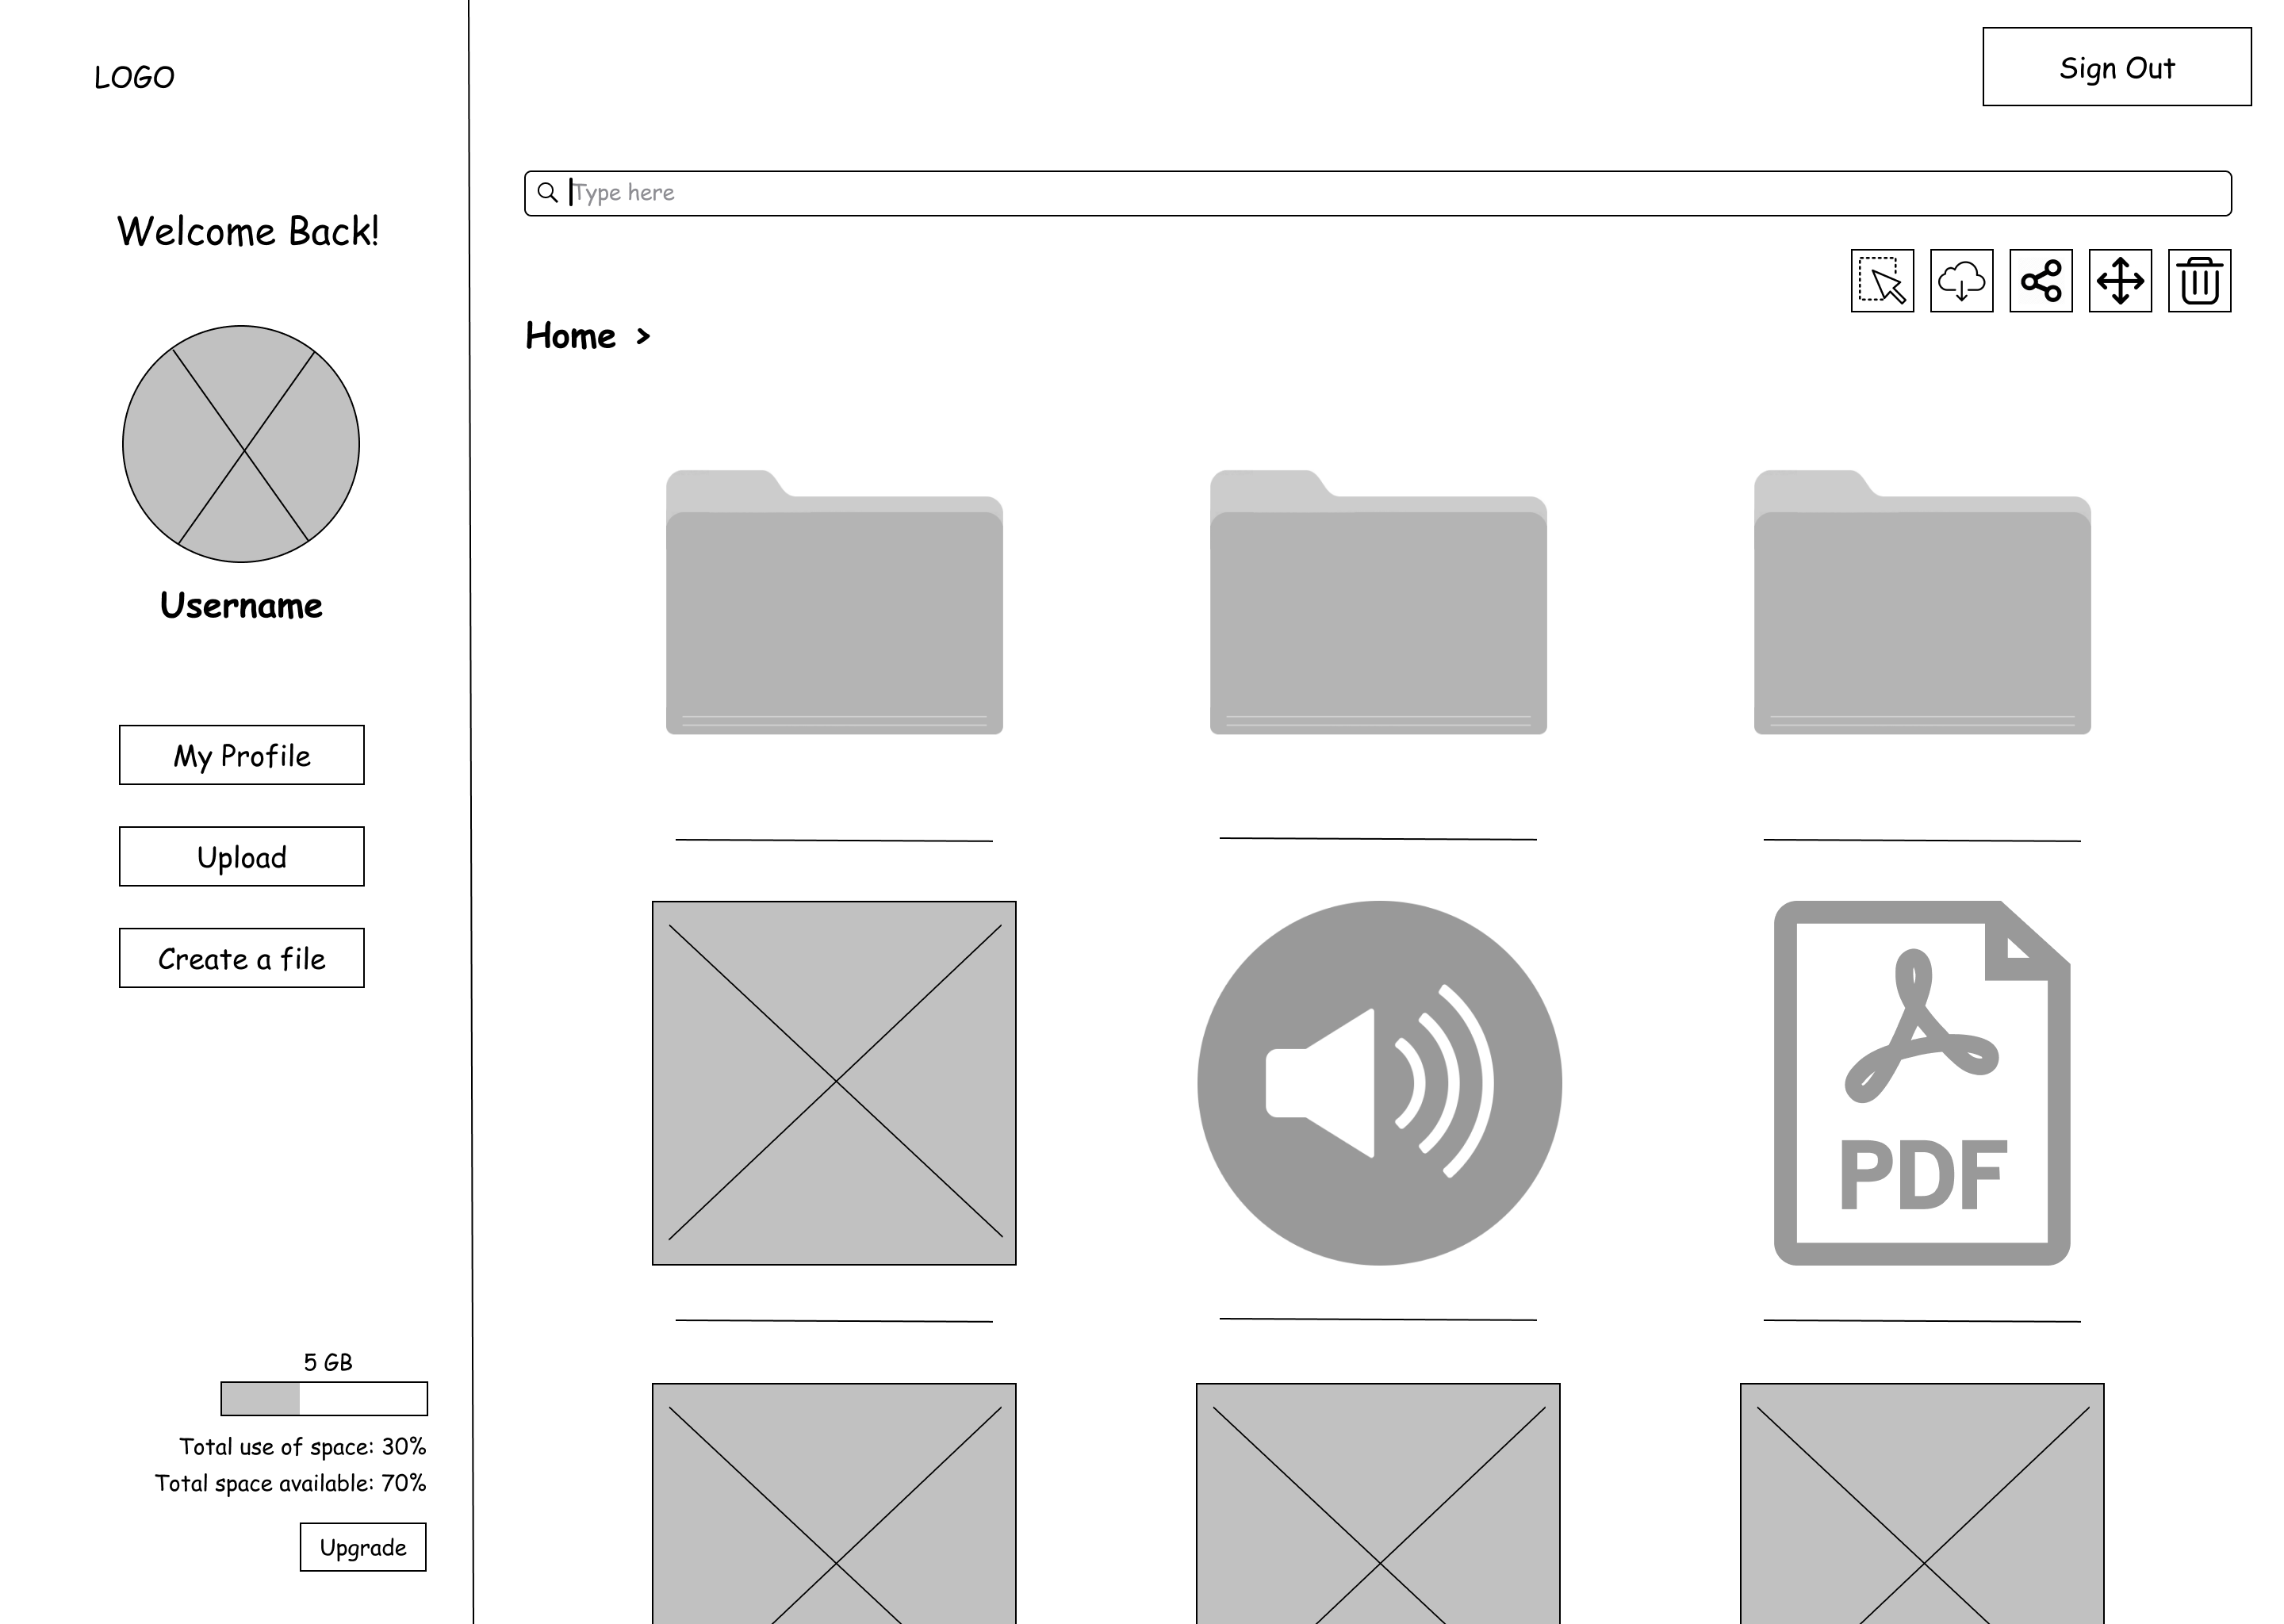 LOGO
Welcome Back!
Username
My Profile
Upload
Create a file
5 GB
Total use of space: 30%
Total space available: 70%
Upgrade
Sign Out
Type here
Home >
PDF